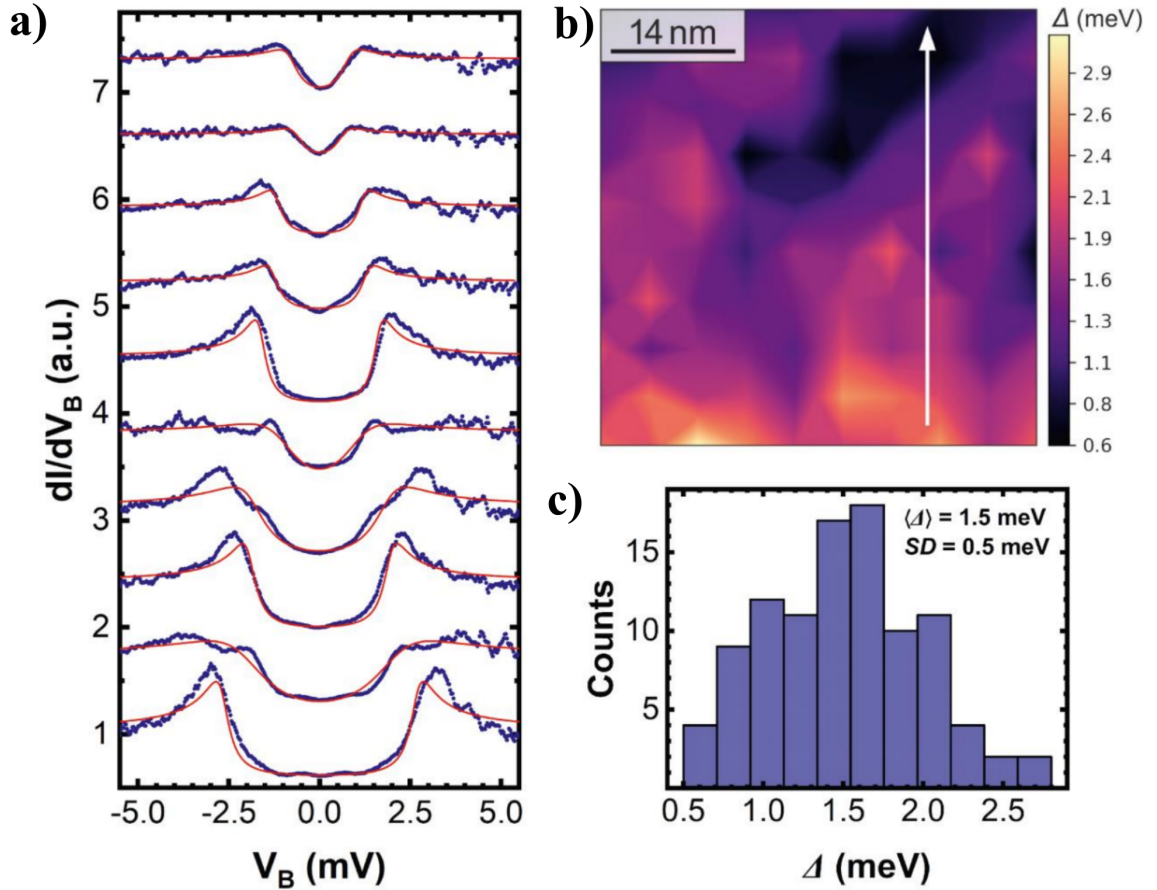 a)
7
6
5
4
3
2
1
dI/dV_B (a.u.)
-5.0 -2.5 0.0 2.5 5.0
V_B (mV)
b)
14 nm
Δ (meV)
2.9
2.6
2.4
2.1
1.9
1.6
1.3
1.1
0.8
0.6
c)
⟨Δ⟩ = 1.5 meV
SD = 0.5 meV
15
10
5
Counts
0.5 1.0 1.5 2.0 2.5
Δ (meV)